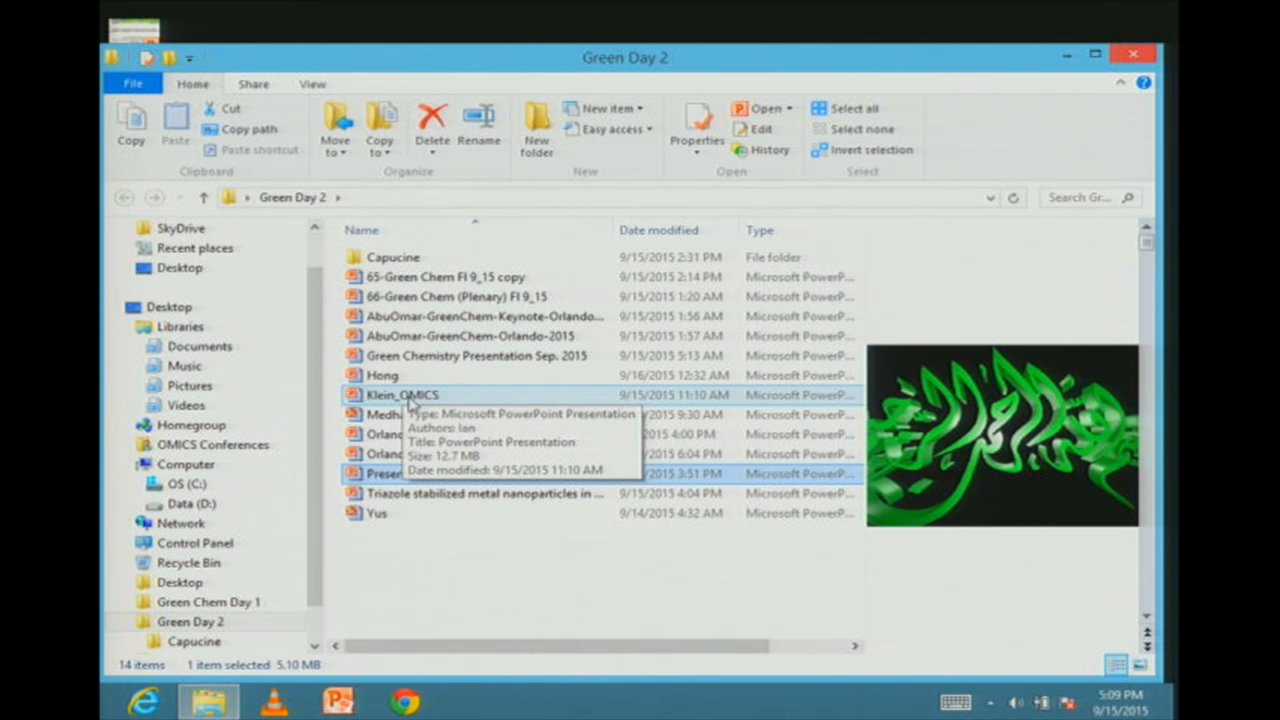 Green Day 2
File Home Share View
Copy
Paste
Cut
Copy path
Paste shortcut
Clipboard
Move to
Copy to
Delete
Rename
Organize
New folder
New item
Easy access
New
Properties
Open
Edit
History
Open
Select all
Select none
Invert selection
Select
Green Day 2
Search Gr...
SkyDrive
Recent places
Desktop
Desktop
Libraries
Documents
Music
Pictures
Videos
Homegroup
OMICS Conferences
Computer
OS (C:)
Data (D:)
Network
Control Panel
Recycle Bin
Desktop
Green Chem Day 1
Green Day 2
Capucine
Name Date modified Type
Capucine 9/15/2015 2:31 PM File folder
65-Green Chem FI 9_15 copy 9/15/2015 2:14 PM Microsoft PowerP...
66-Green Chem (Plenary) FI 9_15 9/15/2015 1:20 AM Microsoft PowerP...
AbuOmar-GreenChem-Keynote-Orlando... 9/15/2015 1:56 AM Microsoft PowerP...
AbuOmar-GreenChem-Orlando-2015 9/15/2015 1:57 AM Microsoft PowerP...
Green Chemistry Presentation Sep. 2015 9/15/2015 5:13 AM Microsoft PowerP...
Hong 9/16/2015 12:32 AM Microsoft PowerP...
Klein_OMICS 9/15/2015 11:10 AM Microsoft PowerP...
Medha 9:30 AM Microsoft PowerP...
Orlan 2015 4:00 PM Microsoft PowerP...
Orlan 2015 6:04 PM Microsoft PowerP...
Presen 2015 3:51 PM Microsoft PowerP...
Triazole stabilized metal nanoparticles in ... 9/15/2015 4:04 PM Microsoft PowerP...
Yus 9/14/2015 4:32 AM Microsoft PowerP...
Type: Microsoft PowerPoint Presentation
Authors: Ian
Title: PowerPoint Presentation
Size: 12.7 MB
Date modified: 9/15/2015 11:10 AM
14 items 1 item selected 5.10 MB
5:09 PM
9/15/2015